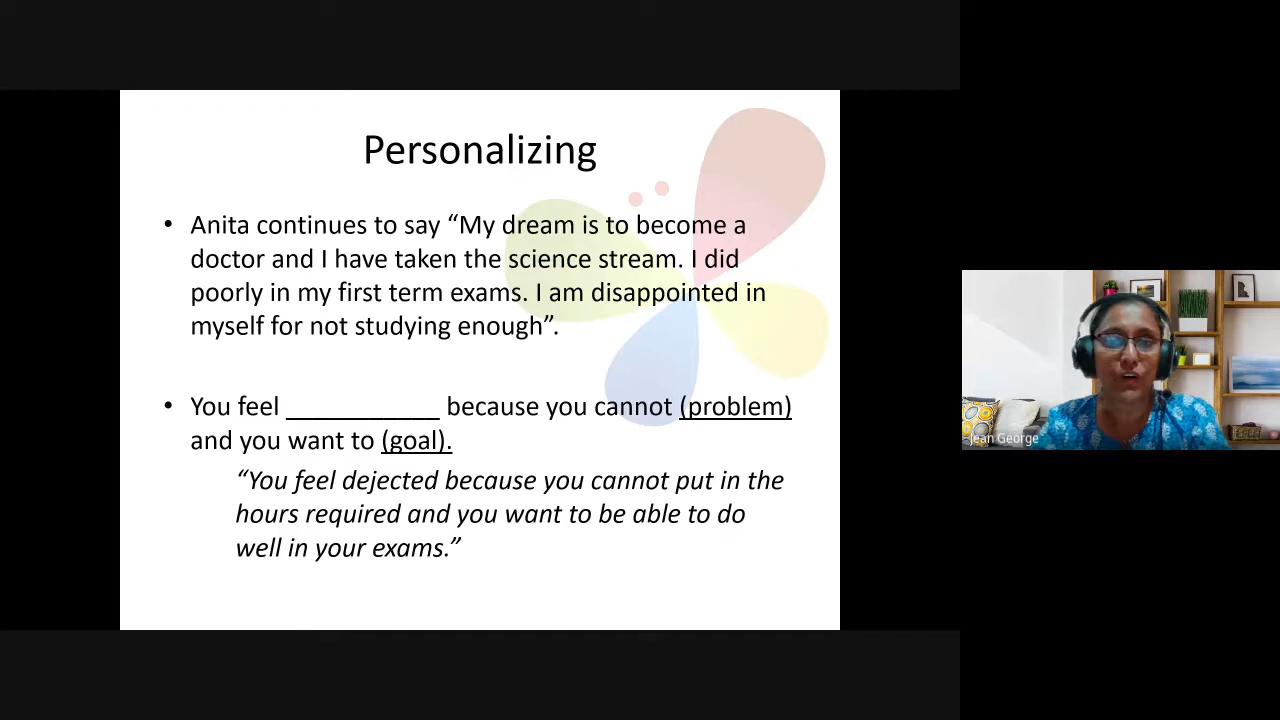 Personalizing
• Anita continues to say “My dream is to become a
doctor and I have taken the science stream. I did
poorly in my first term exams. I am disappointed in
myself for not studying enough”.
• You feel ___________ because you cannot (problem)
and you want to (goal).
“You feel dejected because you cannot put in the
hours required and you want to be able to do
well in your exams.”
Jean George